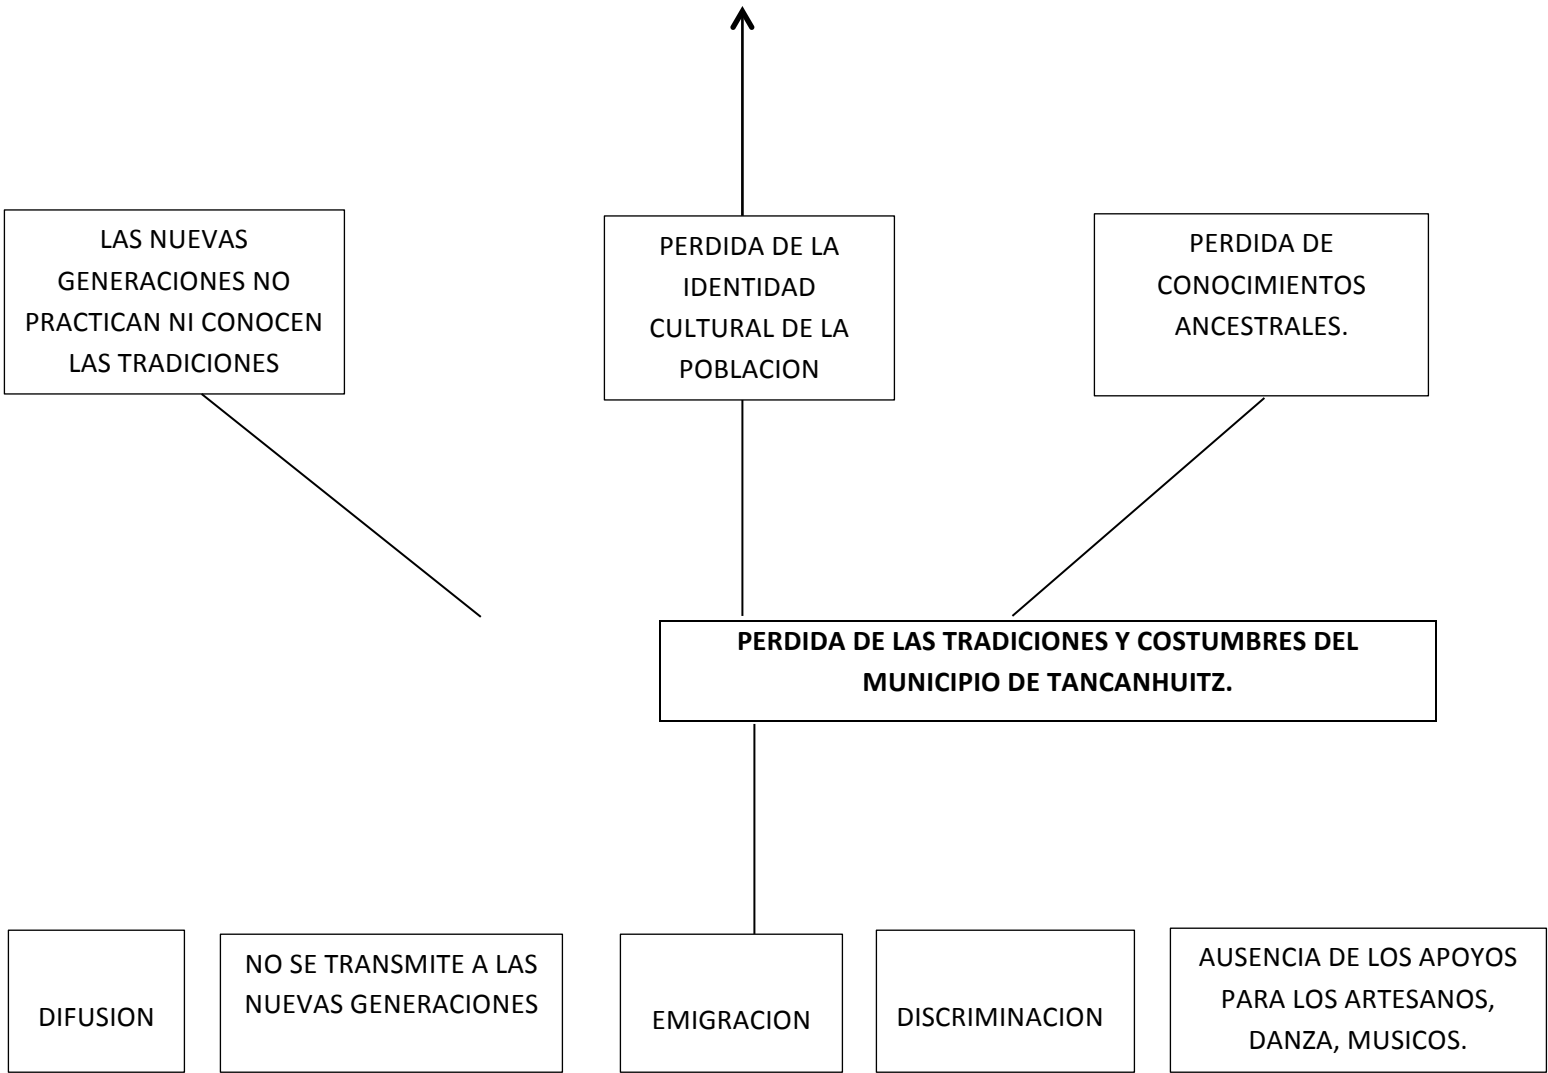 LAS NUEVAS
GENERACIONES NO
PRACTICAN NI CONOCEN
LAS TRADICIONES
PERDIDA DE LA
IDENTIDAD
CULTURAL DE LA
POBLACION
PERDIDA DE
CONOCIMIENTOS
ANCESTRALES.
PERDIDA DE LAS TRADICIONES Y COSTUMBRES DEL
MUNICIPIO DE TANCANHUITZ.
DIFUSION
NO SE TRANSMITE A LAS
NUEVAS GENERACIONES
EMIGRACION
DISCRIMINACION
AUSENCIA DE LOS APOYOS
PARA LOS ARTESANOS,
DANZA, MUSICOS.